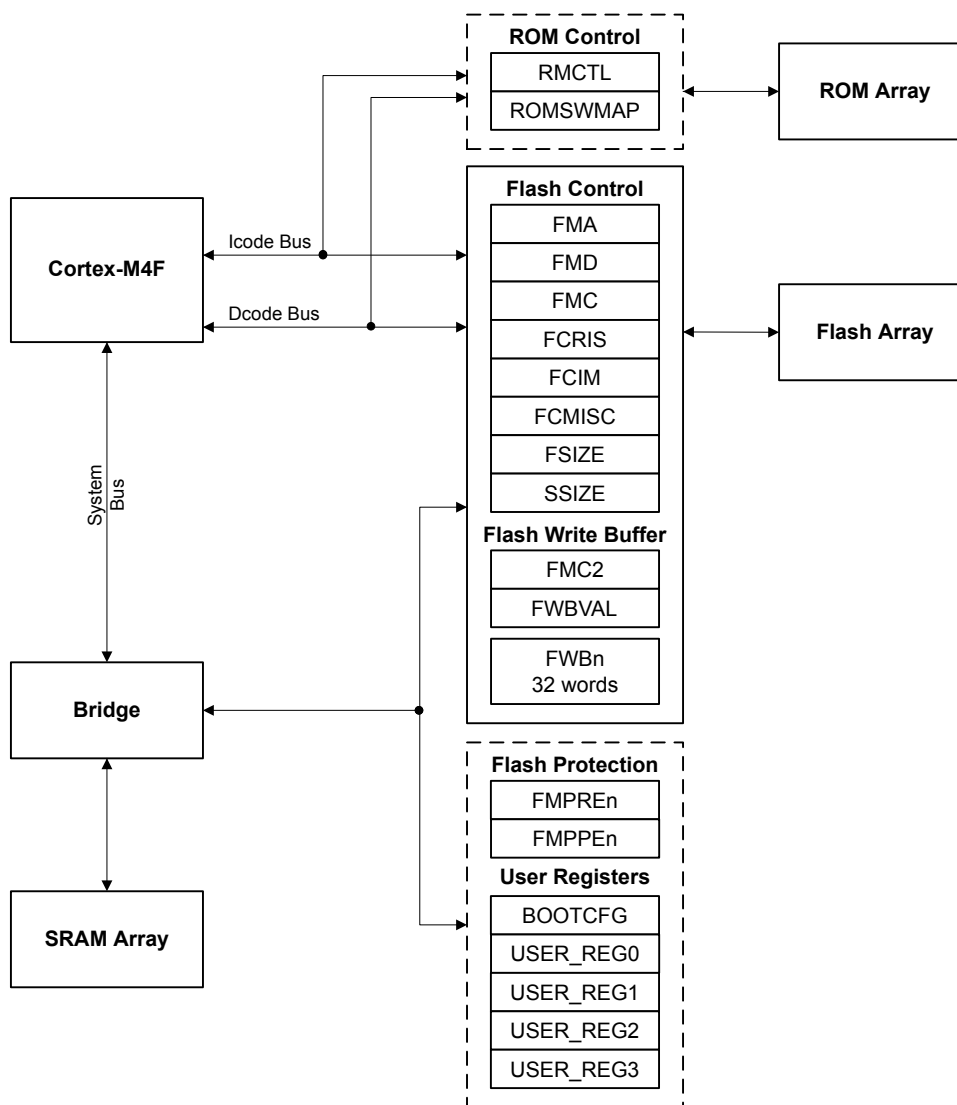 ROM Control
RMCTL
ROMSWMAP
ROM Array
Flash Control
FMA
FMD
FMC
FCRIS
FCIM
FCMISC
FSIZE
SSIZE
Flash Write Buffer
FMC2
FWBVAL
FWBn
32 words
Cortex-M4F
Icode Bus
Dcode Bus
Flash Array
System
Bus
Bridge
SRAM Array
Flash Protection
FMPREn
FMPPEn
User Registers
BOOTCFG
USER_REG0
USER_REG1
USER_REG2
USER_REG3